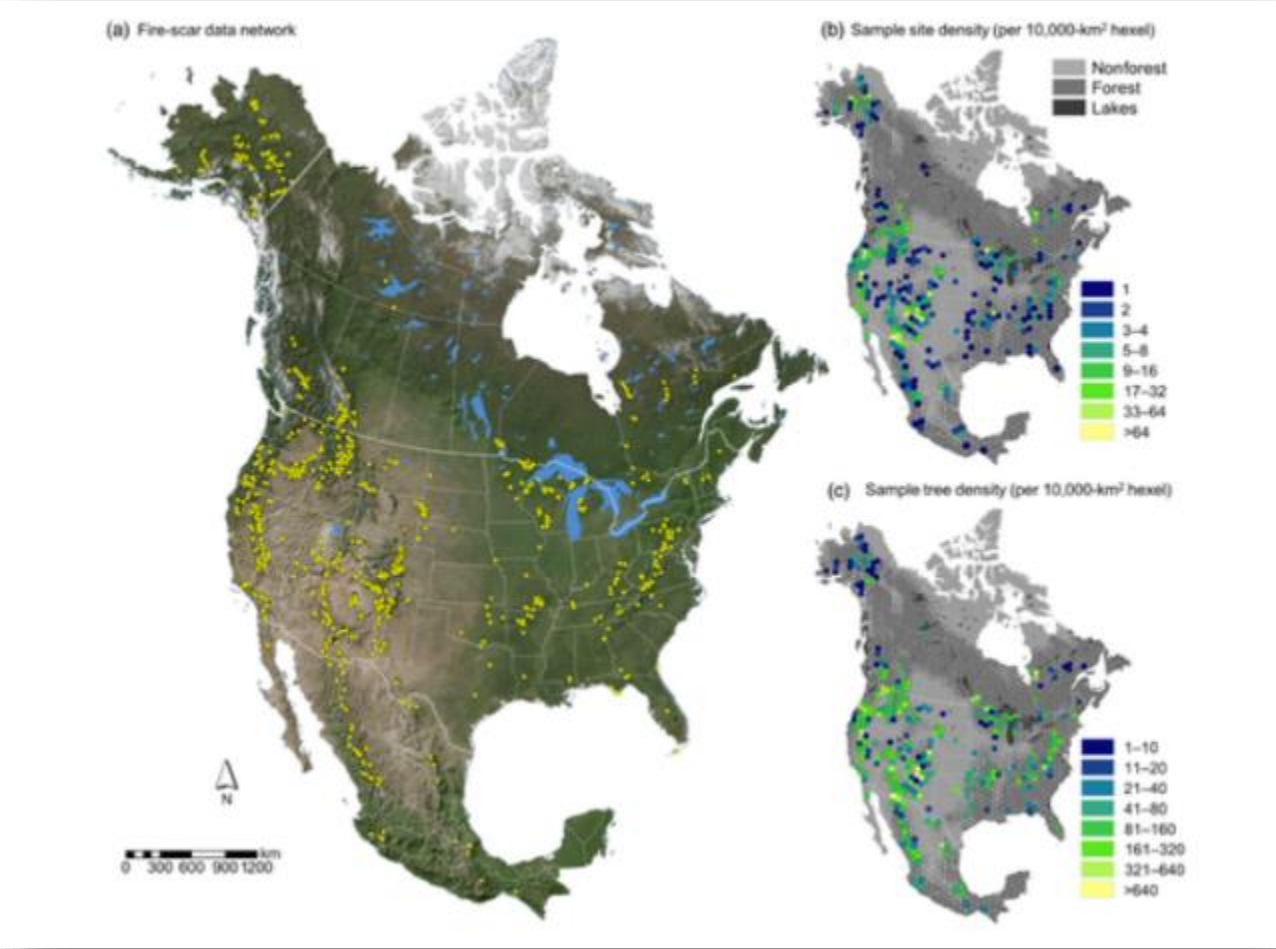 (a) Fire-scar data network
N
km
0 300 600 900 1200
(b) Sample site density (per 10,000-km² hexel)
Nonforest
Forest
Lakes
1
2
3–4
5–8
9–16
17–32
33–64
>64
(c) Sample tree density (per 10,000-km² hexel)
1–10
11–20
21–40
41–80
81–160
161–320
321–640
>640